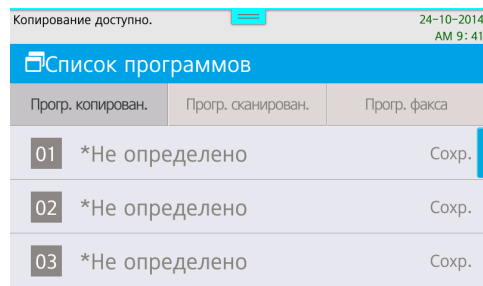 Копирование доступно. 24-10-2014
AM 9: 41
Список программов
Прогр. копирован. Прогр. сканирован. Прогр. факса
01 *Не определено Сохр.
02 *Не определено Сохр.
03 *Не определено Сохр.